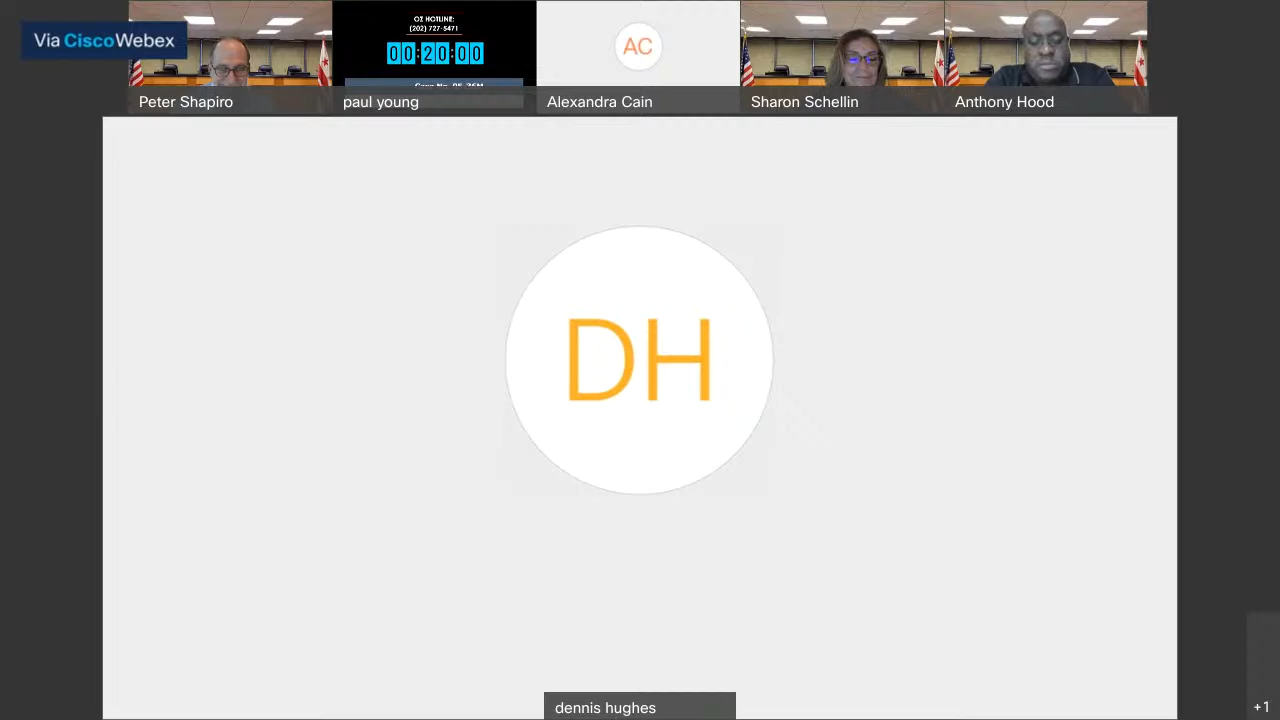 Via CiscoWebex
OZ HOTLINE:
(202) 727-5471
00:20:00
Peter Shapiro
paul young
AC
Alexandra Cain
Sharon Schellin
Anthony Hood
DH
dennis hughes
+1